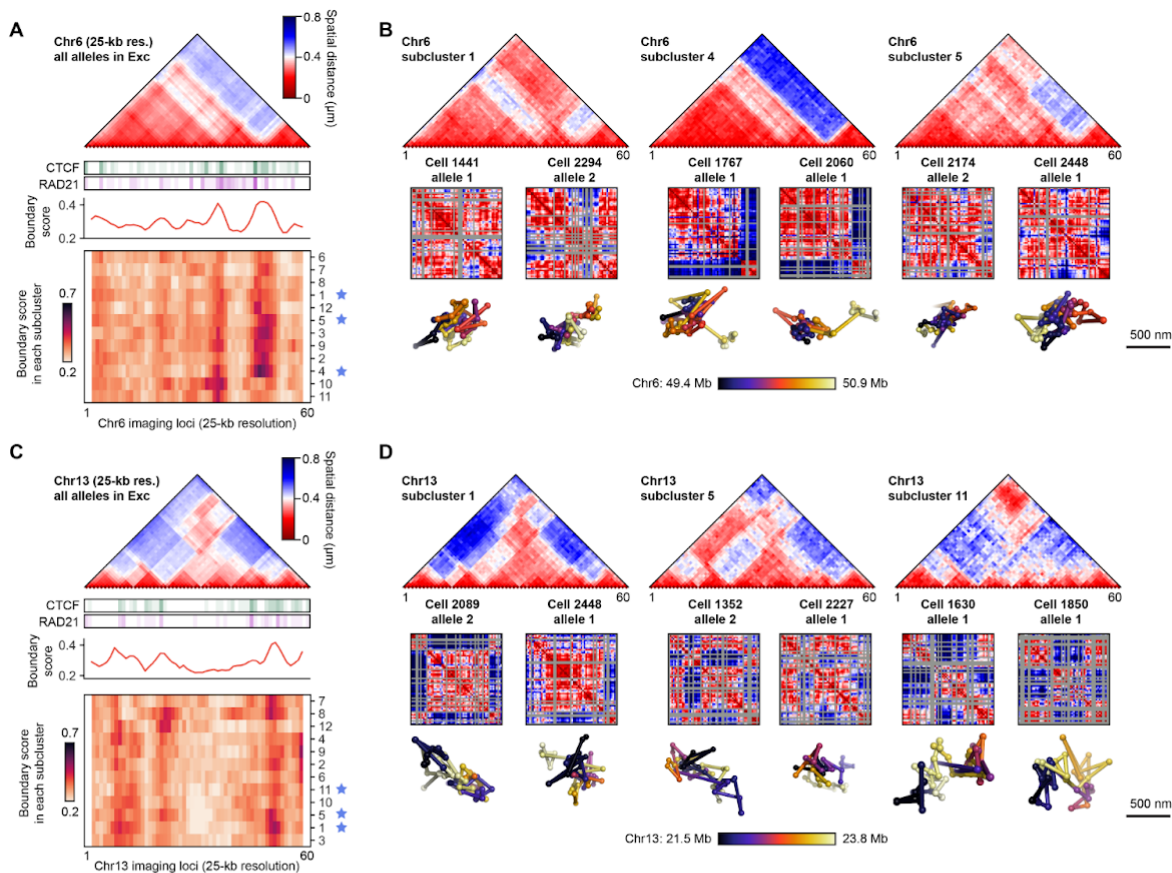 A
Chr6 (25-kb res.)
all alleles in Exc
0.8
0.4
0
Spatial distance (µm)
CTCF
RAD21
Boundary
score
0.4
0.2
Boundary score
in each subcluster
0.7
0.2
6
7
8
1
12
5
3
9
2
4
10
11
1
60
Chr6 imaging loci (25-kb resolution)
B
Chr6
subcluster 1
Chr6
subcluster 4
Chr6
subcluster 5
1
60
1
60
1
60
Cell 1441
allele 1
Cell 2294
allele 2
Cell 1767
allele 1
Cell 2060
allele 1
Cell 2174
allele 2
Cell 2448
allele 1
500 nm
Chr6: 49.4 Mb
50.9 Mb
C
Chr13 (25-kb res.)
all alleles in Exc
0.8
0.4
0
Spatial distance (µm)
CTCF
RAD21
Boundary
score
0.4
0.2
Boundary score
in each subcluster
0.7
0.2
7
8
12
4
9
2
6
11
10
5
1
3
1
60
Chr13 imaging loci (25-kb resolution)
D
Chr13
subcluster 1
Chr13
subcluster 5
Chr13
subcluster 11
1
60
1
60
1
60
Cell 2089
allele 2
Cell 2448
allele 1
Cell 1352
allele 2
Cell 2227
allele 1
Cell 1630
allele 1
Cell 1850
allele 1
500 nm
Chr13: 21.5 Mb
23.8 Mb